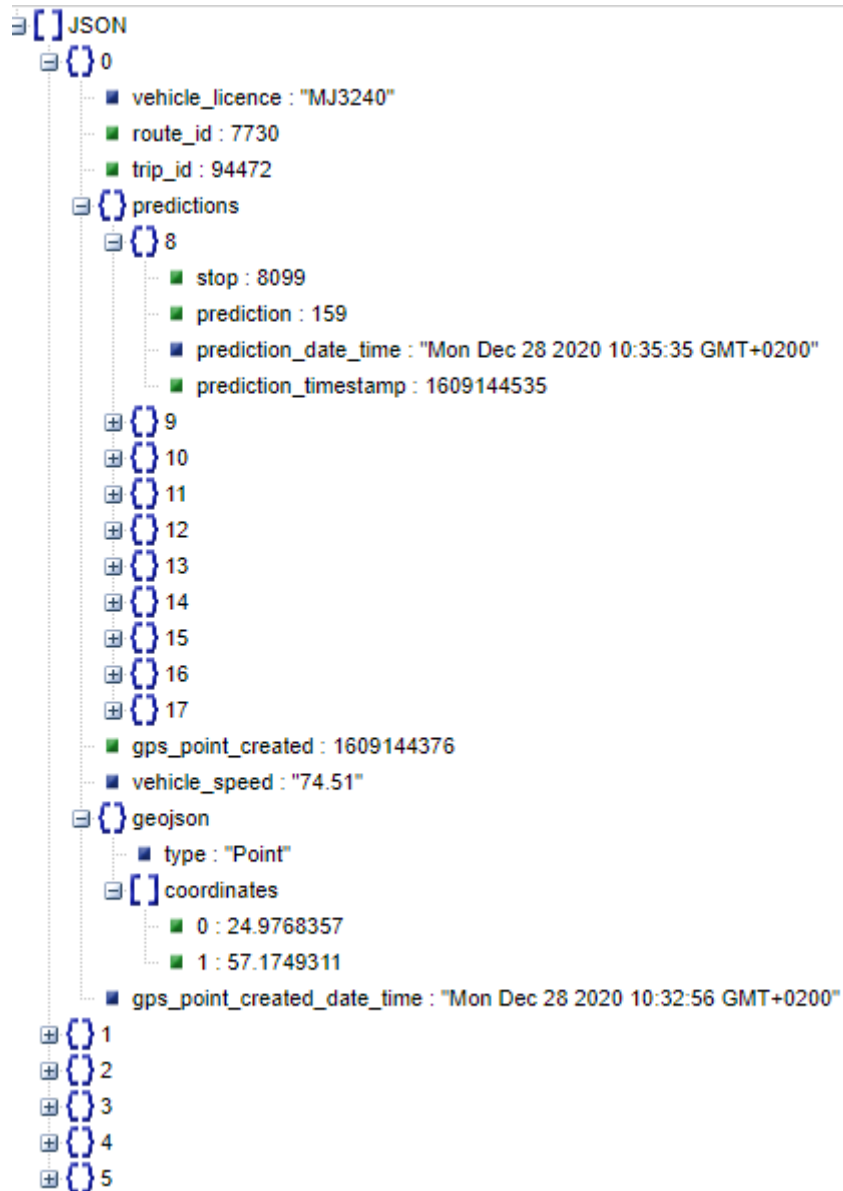 [ ] JSON
{ } 0
vehicle_licence : "MJ3240"
route_id : 7730
trip_id : 94472
{ } predictions
{ } 8
stop : 8099
prediction : 159
prediction_date_time : "Mon Dec 28 2020 10:35:35 GMT+0200"
prediction_timestamp : 1609144535
{ } 9
{ } 10
{ } 11
{ } 12
{ } 13
{ } 14
{ } 15
{ } 16
{ } 17
gps_point_created : 1609144376
vehicle_speed : "74.51"
{ } geojson
type : "Point"
[ ] coordinates
0 : 24.9768357
1 : 57.1749311
gps_point_created_date_time : "Mon Dec 28 2020 10:32:56 GMT+0200"
{ } 1
{ } 2
{ } 3
{ } 4
{ } 5